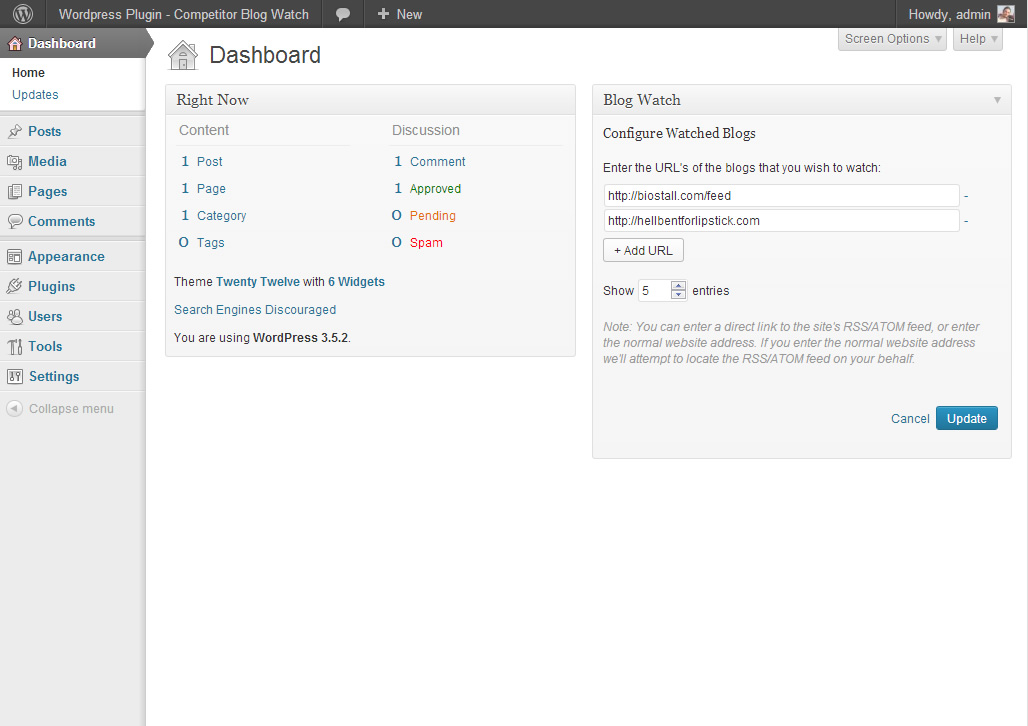 Wordpress Plugin - Competitor Blog Watch + New Howdy, admin
Screen Options Help
Dashboard
Home
Updates
Posts
Media
Pages
Comments
Appearance
Plugins
Users
Tools
Settings
Collapse menu
Dashboard
Right Now
Content Discussion
1 Post 1 Comment
1 Page 1 Approved
1 Category 0 Pending
0 Tags 0 Spam
Theme Twenty Twelve with 6 Widgets
Search Engines Discouraged
You are using WordPress 3.5.2.
Blog Watch
Configure Watched Blogs
Enter the URL's of the blogs that you wish to watch:
http://biostall.com/feed -
http://hellbentforlipstick.com -
+ Add URL
Show 5 entries
Note: You can enter a direct link to the site's RSS/ATOM feed, or enter
the normal website address. If you enter the normal website address
we'll attempt to locate the RSS/ATOM feed on your behalf.
Cancel Update